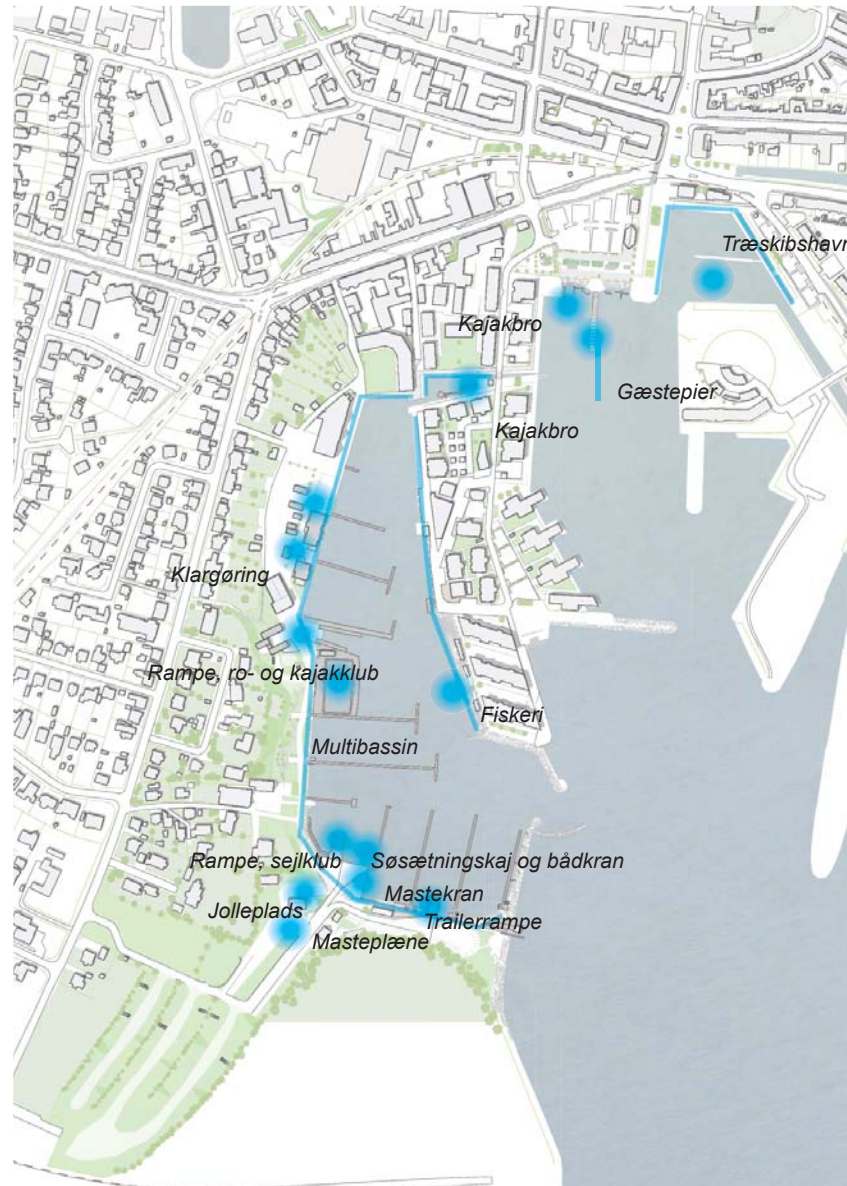 Træskibshavn
Kajakbro
Gæstepier
Kajakbro
Klargøring
Rampe, ro- og kajakklub
Fiskeri
Multibassin
Rampe, sejlklub
Søsætningskaj og bådkran
Mastekran
Jolleplads
Trailerrampe
Masteplæne